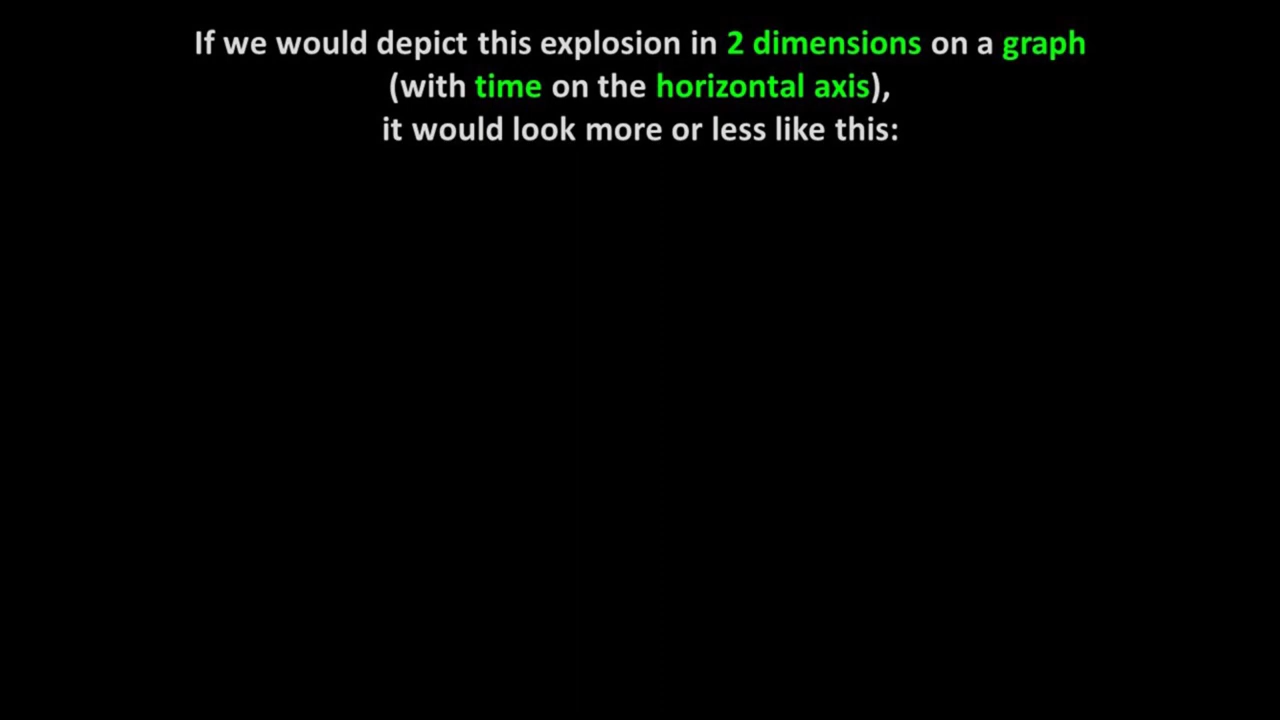 If we would depict this explosion in 2 dimensions on a graph
(with time on the horizontal axis),
it would look more or less like this: